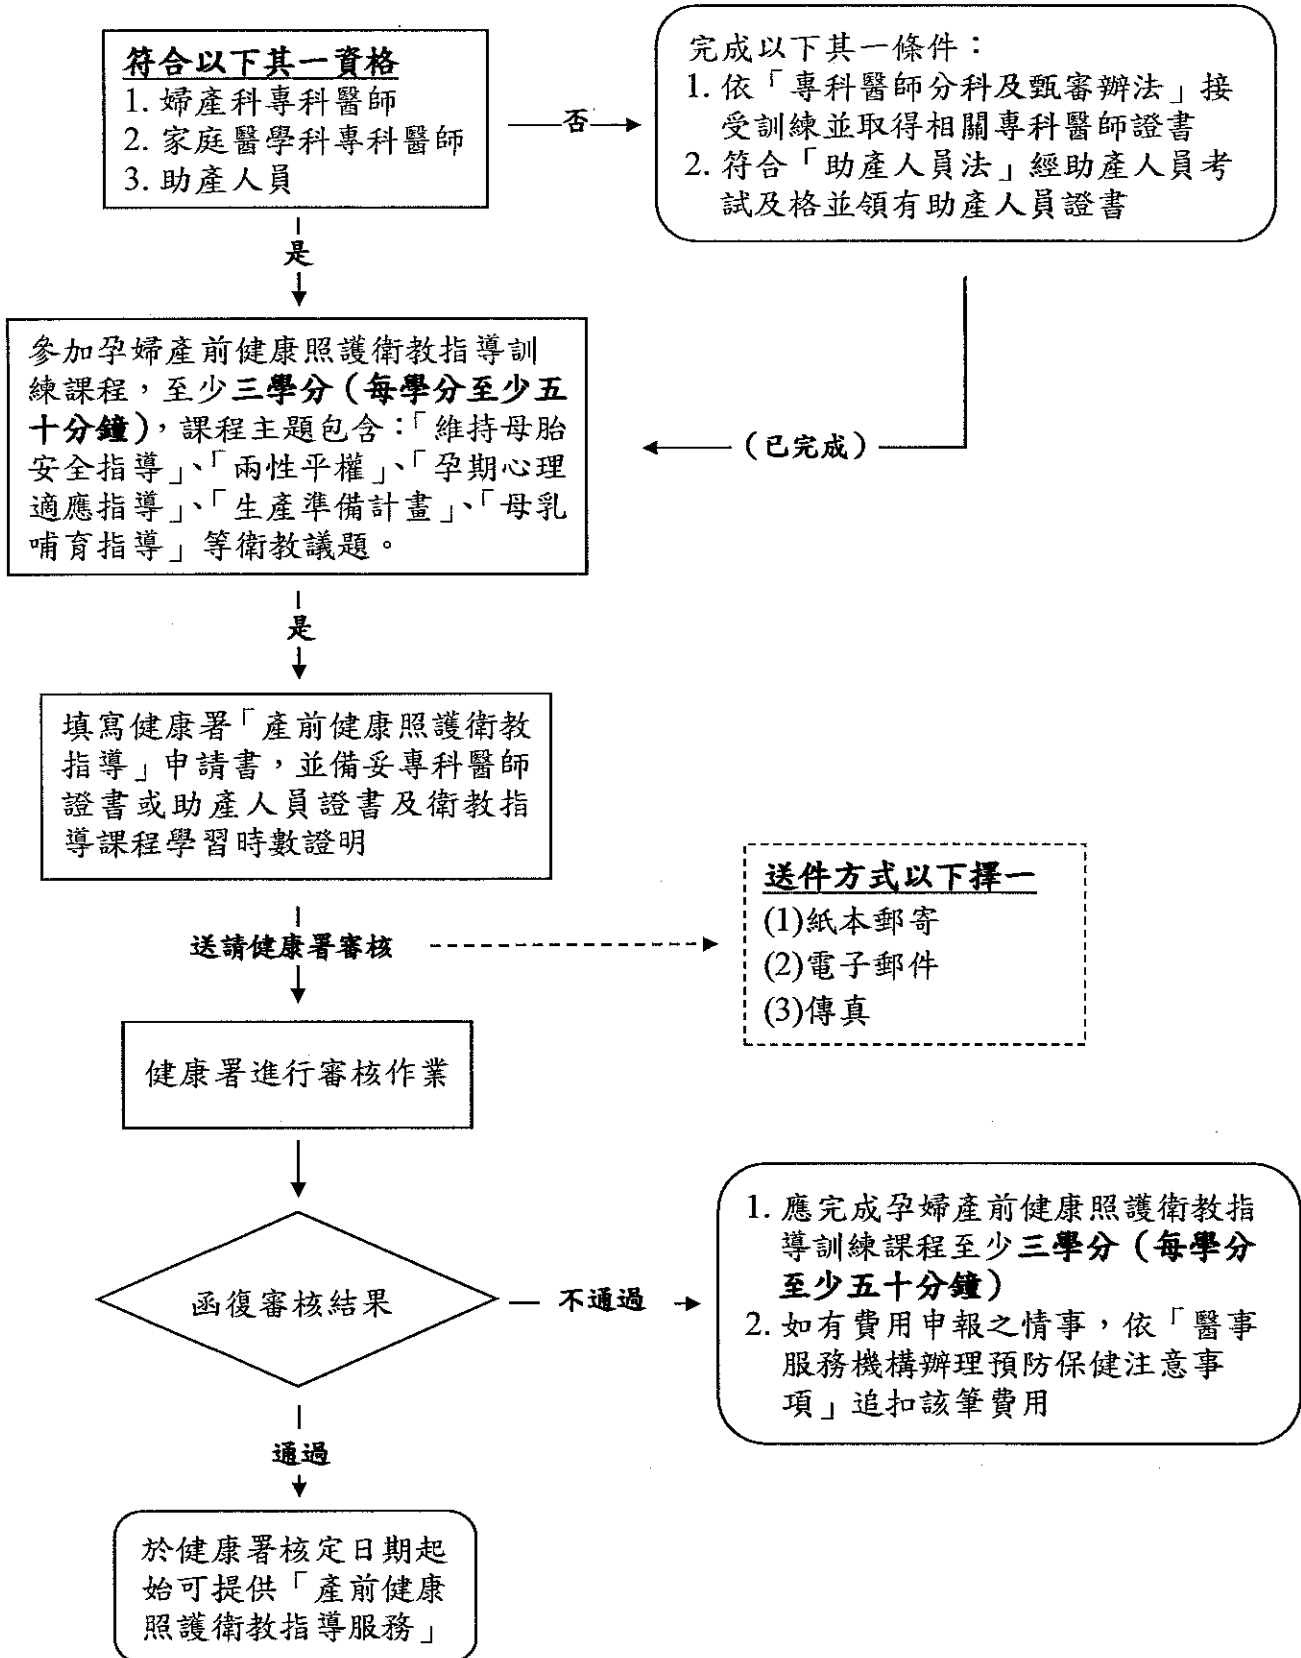 符合以下其一資格
1. 婦產科專科醫師
2. 家庭醫學科專科醫師
3. 助產人員
否
完成以下其一條件：
1. 依「專科醫師分科及甄審辦法」接
受訓練並取得相關專科醫師證書
2. 符合「助產人員法」經助產人員考
試及格並領有助產人員證書
是
參加孕婦產前健康照護衛教指導訓
練課程，至少三學分（每學分至少五
十分鐘），課程主題包含：「維持母胎
安全指導」、「兩性平權」、「孕期心理
適應指導」、「生產準備計畫」、「母乳
哺育指導」等衛教議題。
（已完成）
是
填寫健康署「產前健康照護衛教
指導」申請書，並備妥專科醫師
證書或助產人員證書及衛教指
導課程學習時數證明
送請健康署審核
送件方式以下擇一
(1)紙本郵寄
(2)電子郵件
(3)傳真
健康署進行審核作業
函復審核結果
不通過
1. 應完成孕婦產前健康照護衛教指
導訓練課程至少三學分（每學分
至少五十分鐘）
2. 如有費用申報之情事，依「醫事
服務機構辦理預防保健注意事
項」追扣該筆費用
通過
於健康署核定日期起
始可提供「產前健康
照護衛教指導服務」